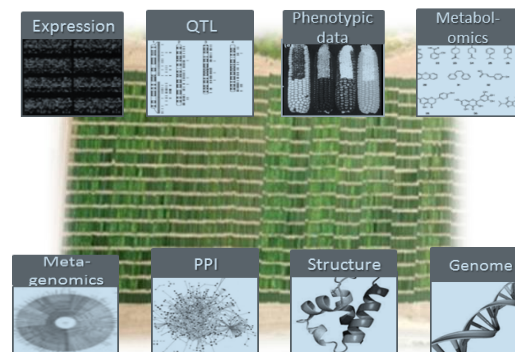 Expression
QTL
Phenotypic
data
Metabol-
omics
Meta-
genomics
PPI
Structure
Genome